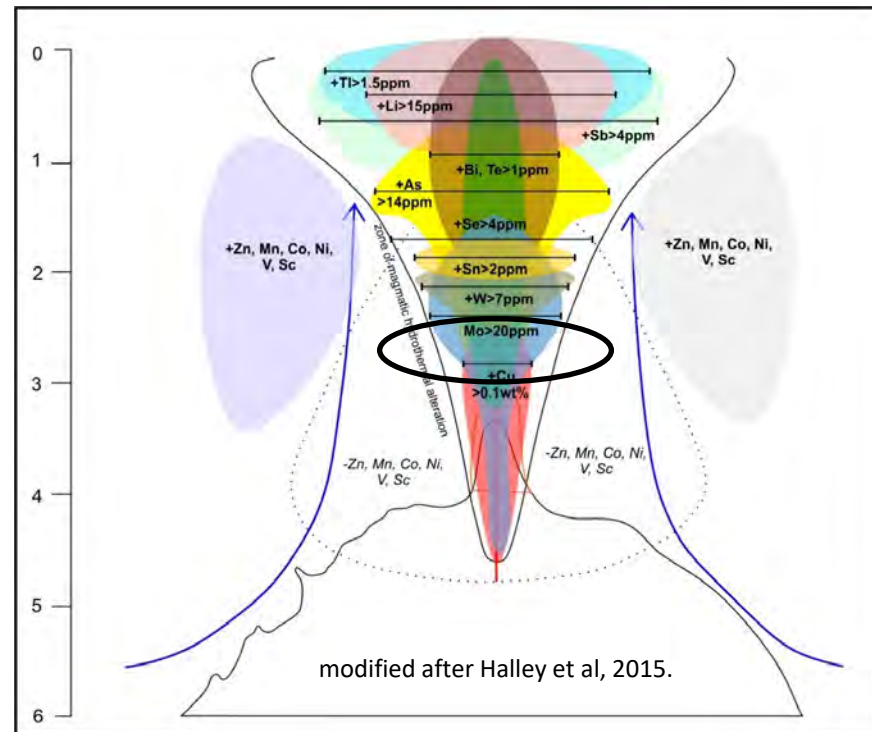 0
+Tl>1.5ppm
+Li>15ppm
+Sb>4ppm
1
+Bi, Te>1ppm
+As
>14ppm
+Se>4ppm
zone of magmatic hydrothermal alteration
+Zn, Mn, Co, Ni,
V, Sc
+Zn, Mn, Co, Ni,
V, Sc
2
+Sn>2ppm
+W>7ppm
Mo>20ppm
3
+Cu
>0.1wt%
-Zn, Mn, Co, Ni,
V, Sc
-Zn, Mn, Co, Ni,
V, Sc
4
5
modified after Halley et al, 2015.
6